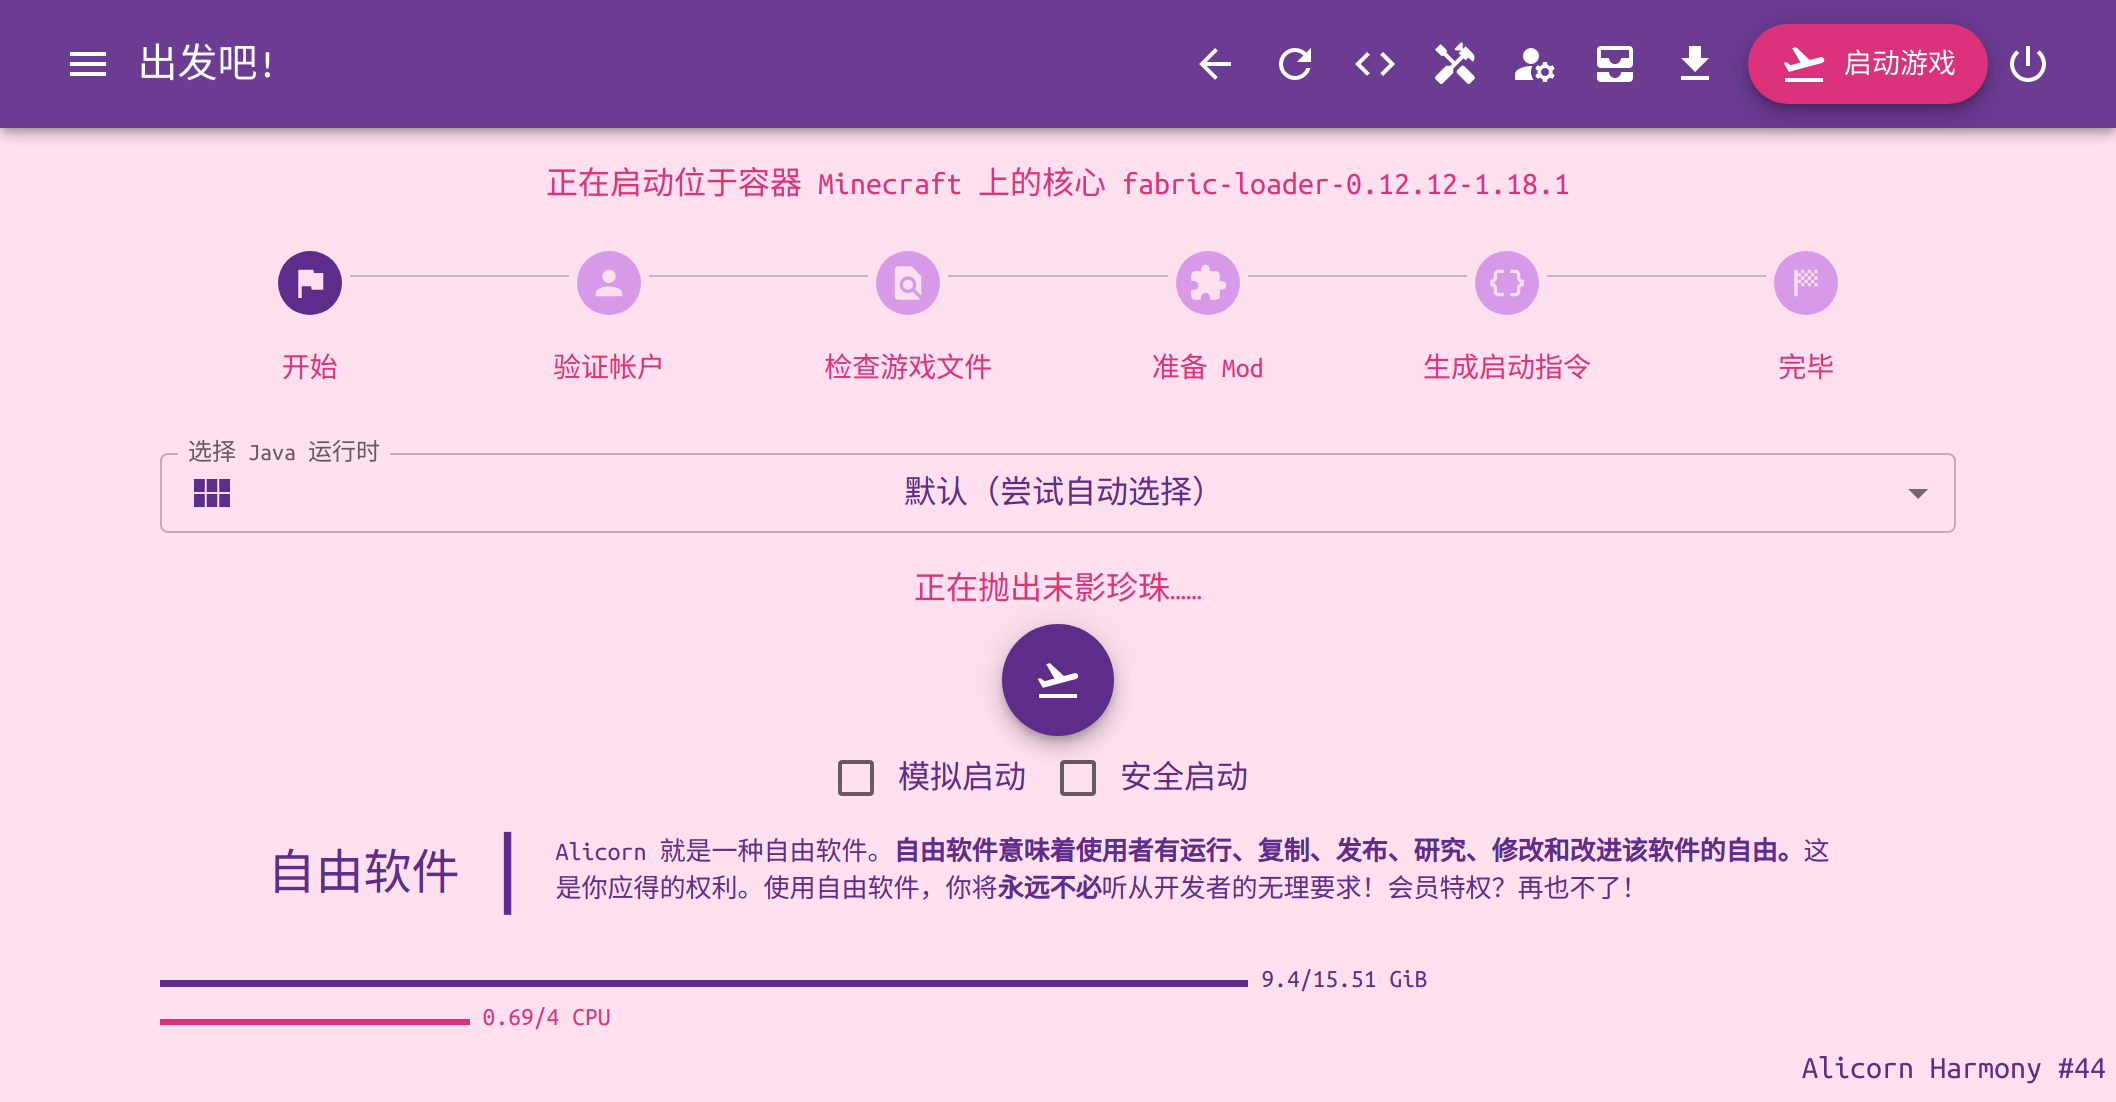 出发吧！
启动游戏
正在启动位于容器 Minecraft 上的核心 fabric-loader-0.12.12-1.18.1
开始
验证帐户
检查游戏文件
准备 Mod
生成启动指令
完毕
选择 Java 运行时
默认（尝试自动选择）
正在抛出末影珍珠……
模拟启动
安全启动
自由软件
Alicorn 就是一种自由软件。自由软件意味着使用者有运行、复制、发布、研究、修改和改进该软件的自由。这
是你应得的权利。使用自由软件，你将永远不必听从开发者的无理要求！会员特权？再也不了！
9.4/15.51 GiB
0.69/4 CPU
Alicorn Harmony #44